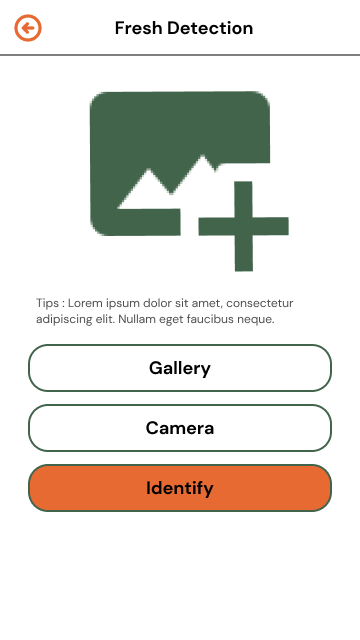 Fresh Detection
Tips : Lorem ipsum dolor sit amet, consectetur
adipiscing elit. Nullam eget faucibus neque.
Gallery
Camera
Identify